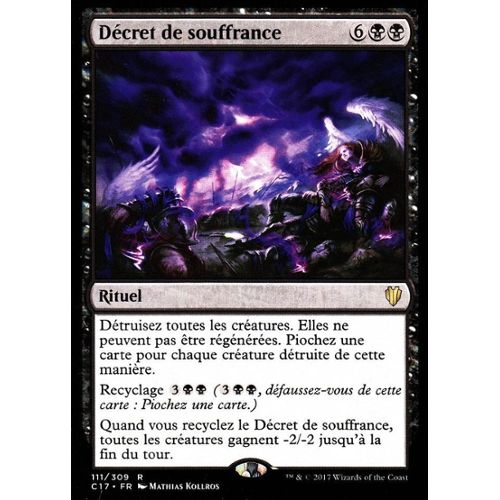 Décret de souffrance 6
Rituel
Détruisez toutes les créatures. Elles ne
peuvent pas être régénérées. Piochez une
carte pour chaque créature détruite de cette
manière.
Recyclage 3 (3, défaussez-vous de cette
carte : Piochez une carte.)
Quand vous recyclez le Décret de souffrance,
toutes les créatures gagnent -2/-2 jusqu'à la
fin du tour.
111/309 R
C17 • FR Mathias Kollros
™ & © 2017 Wizards of the Coast